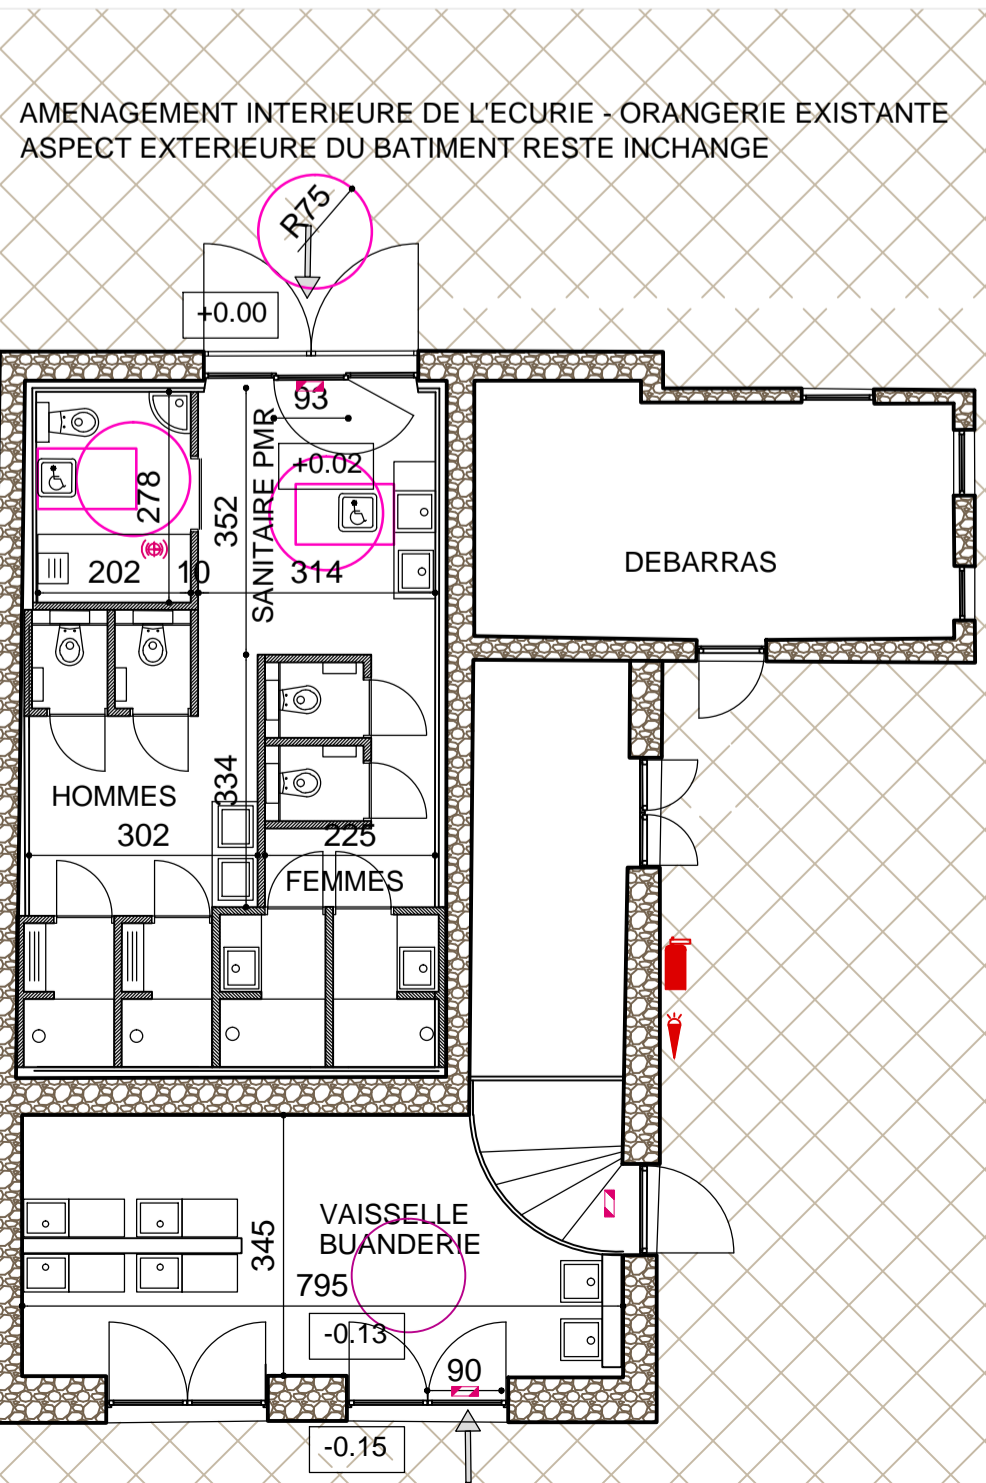 AMENAGEMENT INTERIEURE DE L'ECURIE - ORANGERIE EXISTANTE
ASPECT EXTERIEURE DU BATIMENT RESTE INCHANGE
R75
+0.00
93
+0.02
278
352
SANITAIRE PMR
202
10
314
DEBARRAS
HOMMES
334
302
225
FEMMES
VAISSELLE
BUANDERIE
345
795
-0.13
90
-0.15